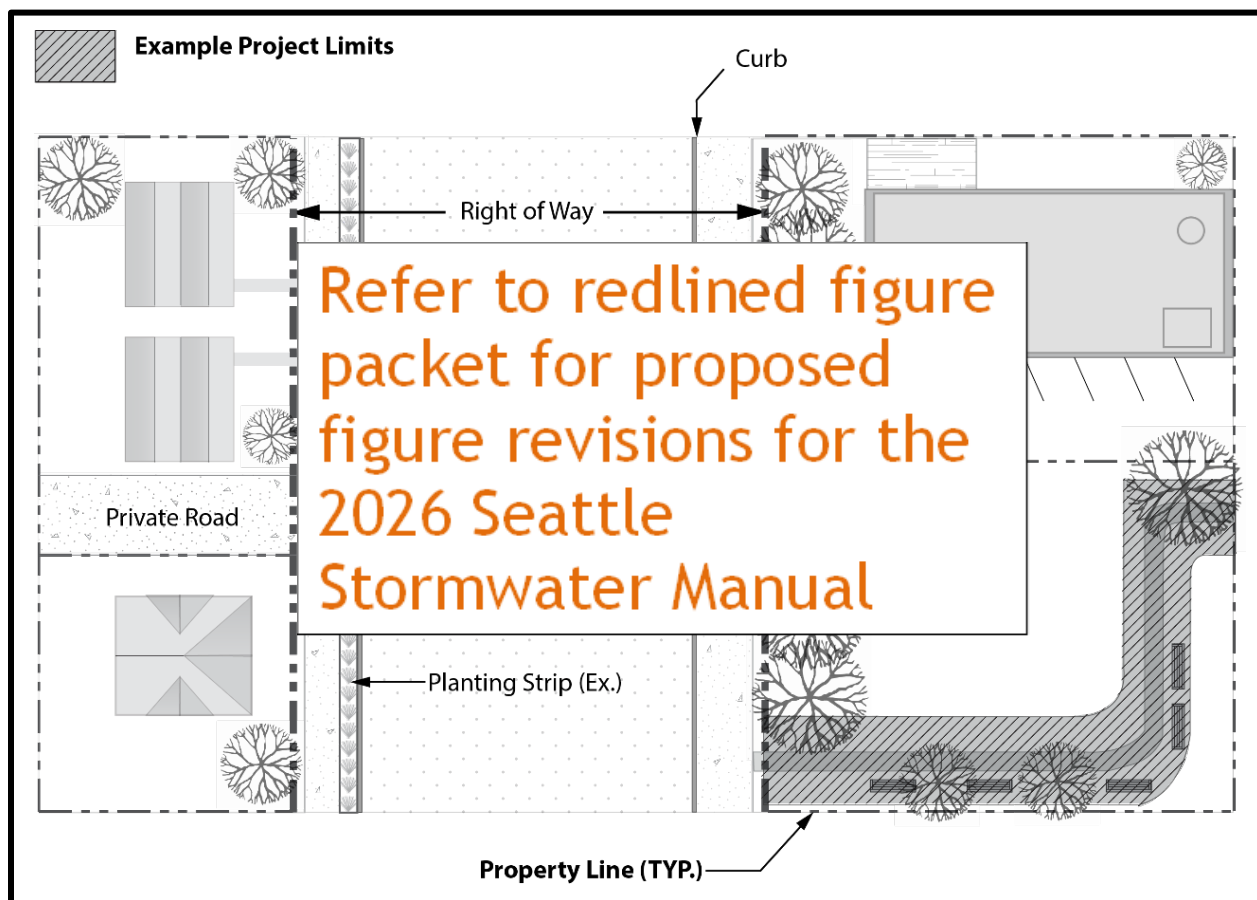 Example Project Limits
Curb
Right of Way
Refer to redlined figure
packet for proposed
figure revisions for the
2026 Seattle
Stormwater Manual
Private Road
Planting Strip (Ex.)
Property Line (TYP.)